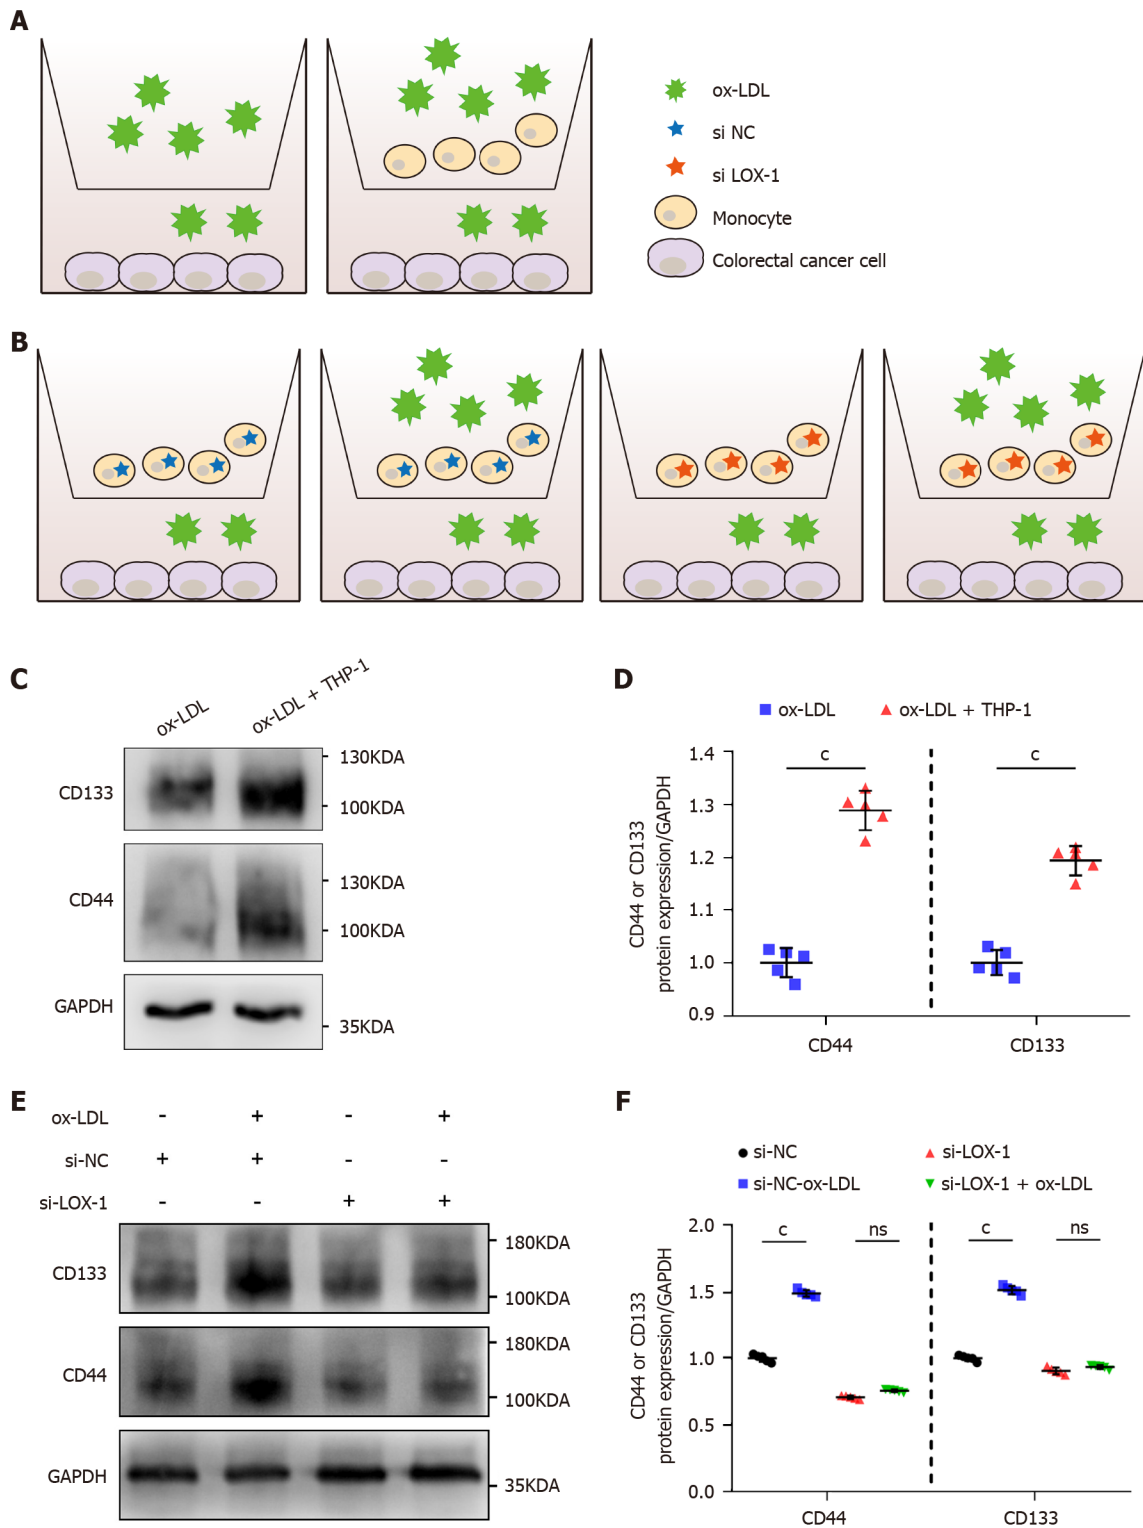 A
ox-LDL
si NC
si LOX-1
Monocyte
Colorectal cancer cell
B
C
ox-LDL
ox-LDL + THP-1
CD133
130KDA
100KDA
CD44
130KDA
100KDA
GAPDH
35KDA
D
ox-LDL
ox-LDL + THP-1
CD44 or CD133
protein expression/GAPDH
1.4
1.3
1.2
1.1
1.0
0.9
c
c
CD44
CD133
E
ox-LDL - + - +
si-NC + + - -
si-LOX-1 - - + +
CD133
180KDA
100KDA
CD44
180KDA
100KDA
GAPDH
35KDA
F
si-NC
si-LOX-1
si-NC-ox-LDL
si-LOX-1 + ox-LDL
CD44 or CD133
protein expression/GAPDH
2.0
1.5
1.0
0.5
0.0
c
ns
c
ns
CD44
CD133